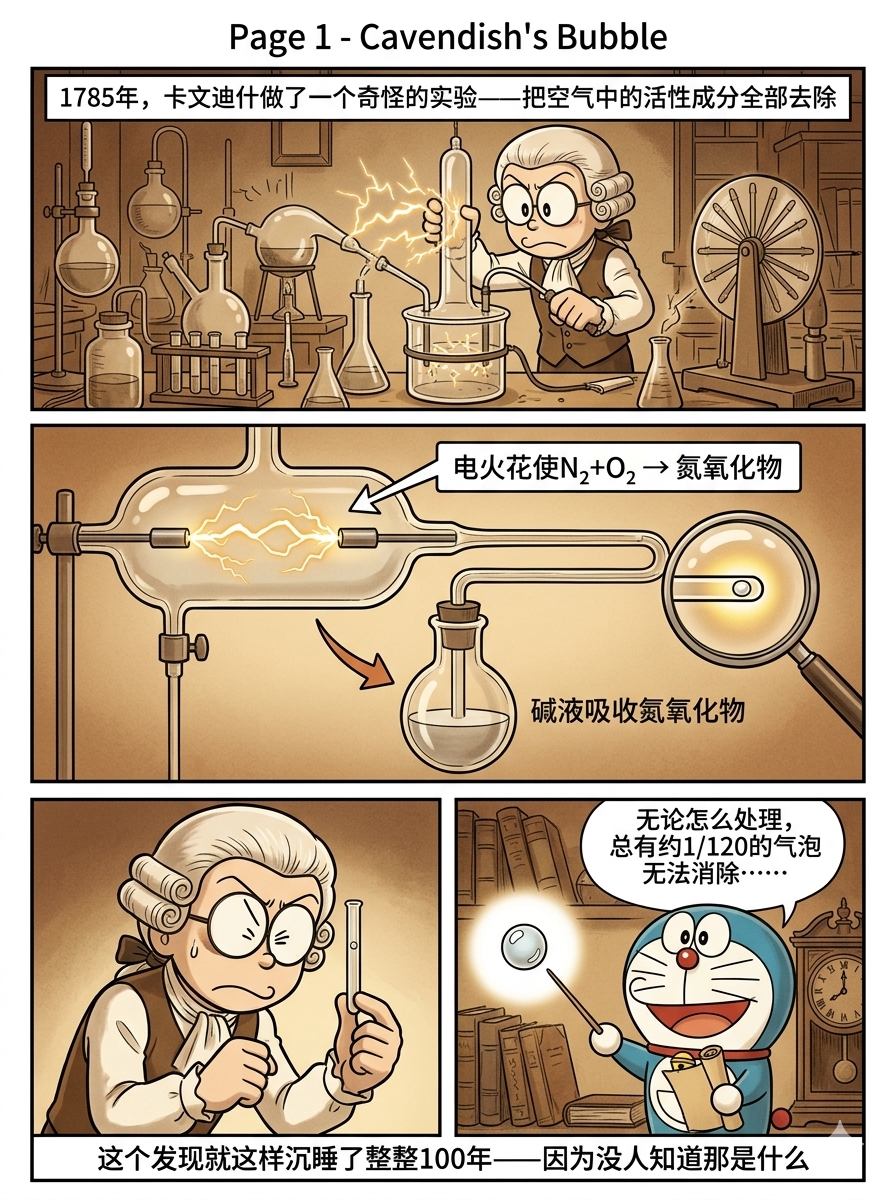 Page 1 - Cavendish's Bubble
1785年，卡文迪什做了一个奇怪的实验——把空气中的活性成分全部去除
电火花使N₂+O₂ → 氮氧化物
碱液吸收氮氧化物
无论怎么处理，
总有约1/120的气泡
无法消除……
这个发现就这样沉睡了整整100年——因为没人知道那是什么